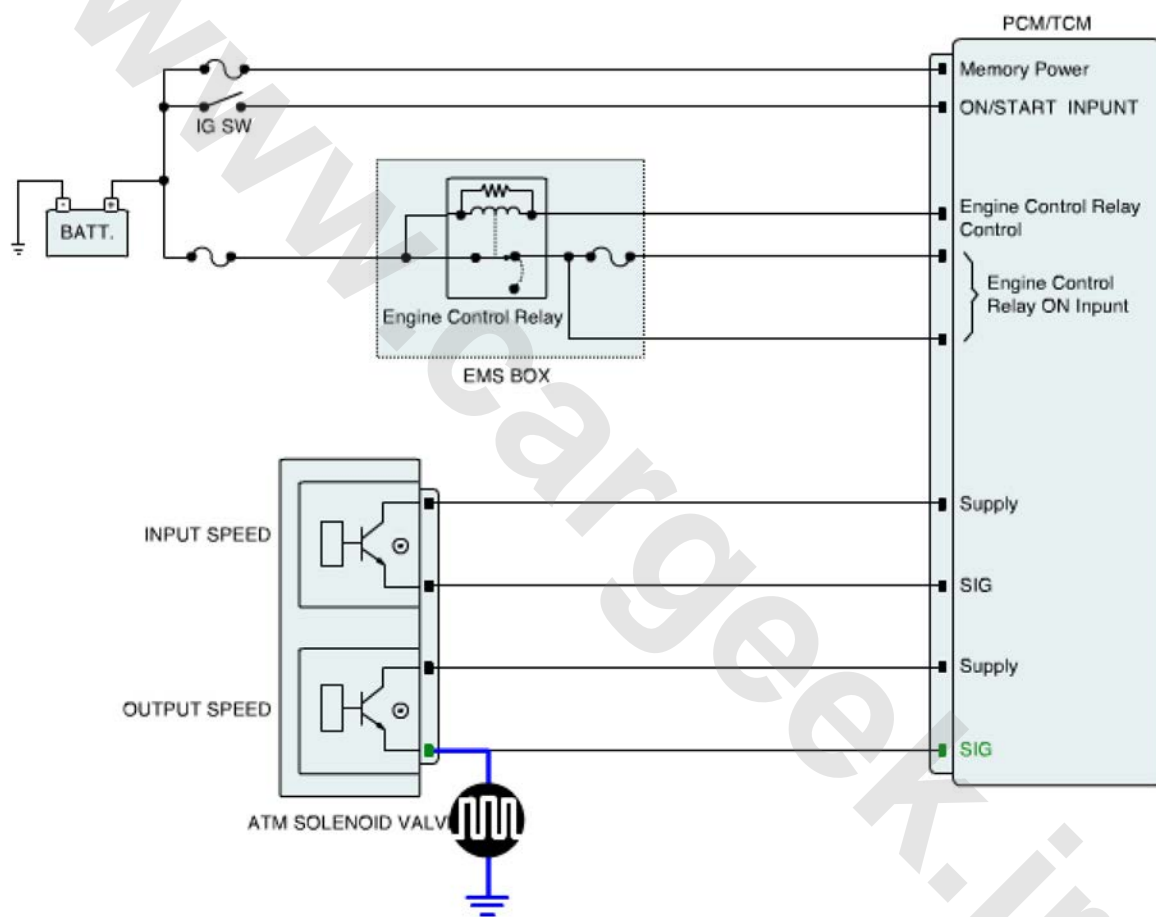 PCM/TCM
Memory Power
ON/START INPUNT
IG SW
- +
BATT.
Engine Control Relay
Control
Engine Control
Relay ON Inpunt
Engine Control Relay
EMS BOX
INPUT SPEED
Supply
SIG
OUTPUT SPEED
Supply
SIG
ATM SOLENOID VALV
www.cargeek.ir